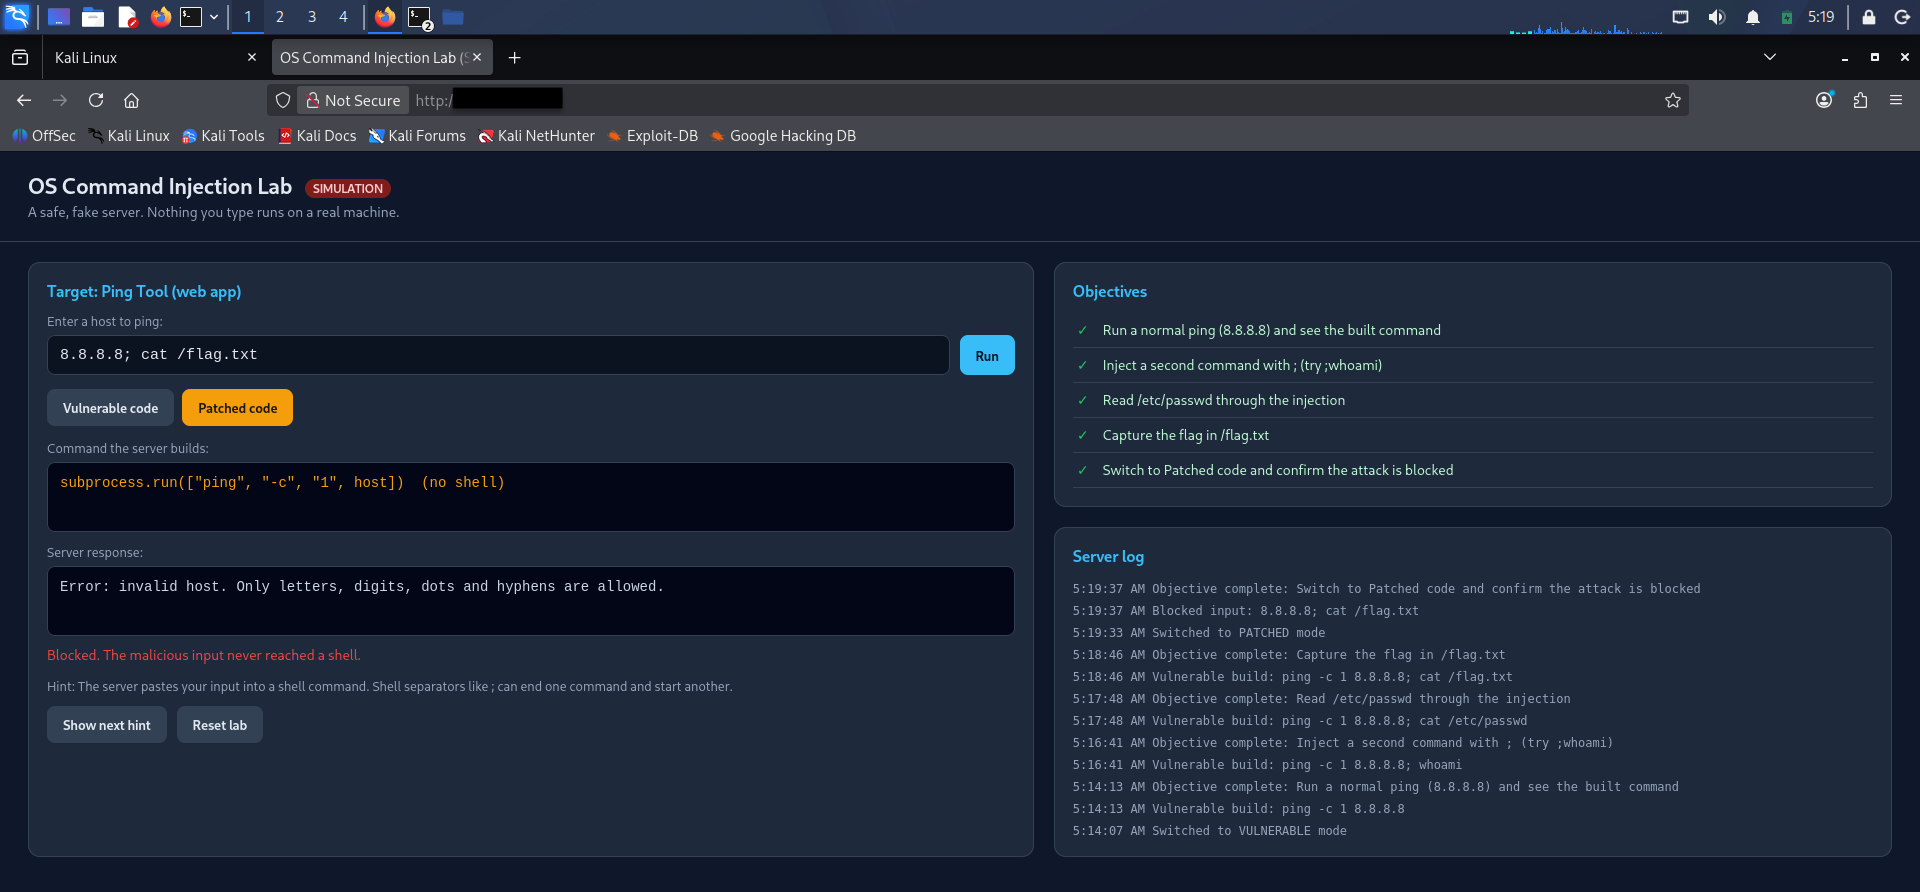 1 2 3 4
2
5:19
Kali Linux
OS Command Injection Lab (S
Not Secure http:/
OffSec Kali Linux Kali Tools Kali Docs Kali Forums Kali NetHunter Exploit-DB Google Hacking DB
OS Command Injection Lab SIMULATION
A safe, fake server. Nothing you type runs on a real machine.
Target: Ping Tool (web app)
Enter a host to ping:
8.8.8.8; cat /flag.txt
Run
Vulnerable code Patched code
Command the server builds:
subprocess.run(["ping", "-c", "1", host]) (no shell)
Server response:
Error: invalid host. Only letters, digits, dots and hyphens are allowed.
Blocked. The malicious input never reached a shell.
Hint: The server pastes your input into a shell command. Shell separators like ; can end one command and start another.
Show next hint Reset lab
Objectives
✓ Run a normal ping (8.8.8.8) and see the built command
✓ Inject a second command with ; (try ;whoami)
✓ Read /etc/passwd through the injection
✓ Capture the flag in /flag.txt
✓ Switch to Patched code and confirm the attack is blocked
Server log
5:19:37 AM Objective complete: Switch to Patched code and confirm the attack is blocked
5:19:37 AM Blocked input: 8.8.8.8; cat /flag.txt
5:19:33 AM Switched to PATCHED mode
5:18:46 AM Objective complete: Capture the flag in /flag.txt
5:18:46 AM Vulnerable build: ping -c 1 8.8.8.8; cat /flag.txt
5:17:48 AM Objective complete: Read /etc/passwd through the injection
5:17:48 AM Vulnerable build: ping -c 1 8.8.8.8; cat /etc/passwd
5:16:41 AM Objective complete: Inject a second command with ; (try ;whoami)
5:16:41 AM Vulnerable build: ping -c 1 8.8.8.8; whoami
5:14:13 AM Objective complete: Run a normal ping (8.8.8.8) and see the built command
5:14:13 AM Vulnerable build: ping -c 1 8.8.8.8
5:14:07 AM Switched to VULNERABLE mode